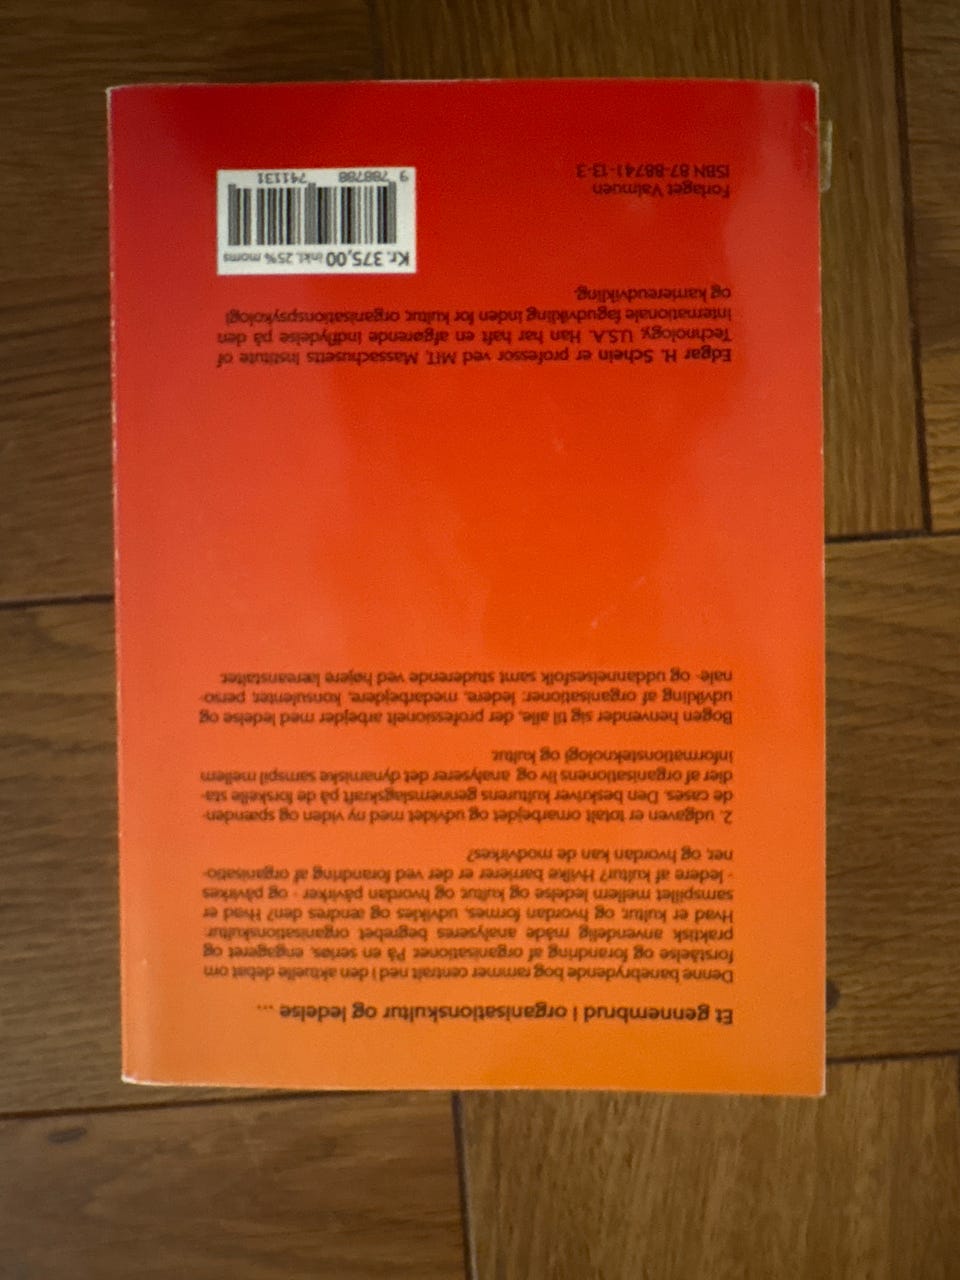 Et gennembrud i organisationskultur og ledelse ...
Denne banebrydende bog rammer centralt ned i den aktuelle debat om
forståelse og forandring af organisationer. På en seriøs, engageret og
praktisk anvendelig måde analyseres begrebet organisationskultur:
Hvad er kultur, og hvordan formes, udvikles og ændres den? Hvad er
samspillet mellem ledelse og kultur, og hvordan påvirker - og påvirkes
- ledere af kultur? Hvilke barrierer er der ved forandring af organisatio-
ner, og hvordan kan de modvirkes?
2. udgaven er totalt omarbejdet og udvidet med ny viden og spænden-
de cases. Den beskriver kulturens gennemslagskraft på de forskelle sta-
dier af organisationens liv og analyserer det dynamiske samspil mellem
informationsteknologi og kultur.
Bogen henvender sig til alle, der professionelt arbejder med ledelse og
udvikling af organisationer: ledere, medarbejdere, konsulenter, perso-
nale- og uddannelsesfolk samt studerende ved højere læreanstalter.
Edgar H. Schein er professor ved MIT, Massachusetts Institute of
Technology, U.S.A. Han har haft en afgørende indflydelse på den
internationale fagudvikling inden for kultur, organisationspsykologi
og karriereudvikling.
Forlaget Valmuen
ISBN 87-88741-13-3
Kr. 375,00 inkl. 25% moms
9 788788 741131